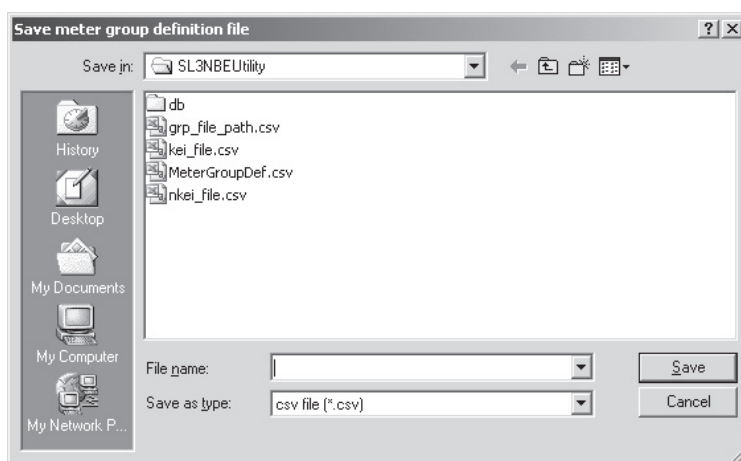 Save meter group definition file
Save in: SL3NBEUtility
History
Desktop
My Documents
My Computer
My Network P...
db
grp_file_path.csv
kei_file.csv
MeterGroupDef.csv
nkei_file.csv
File name:
Save
Save as type: csv file (*.csv)
Cancel